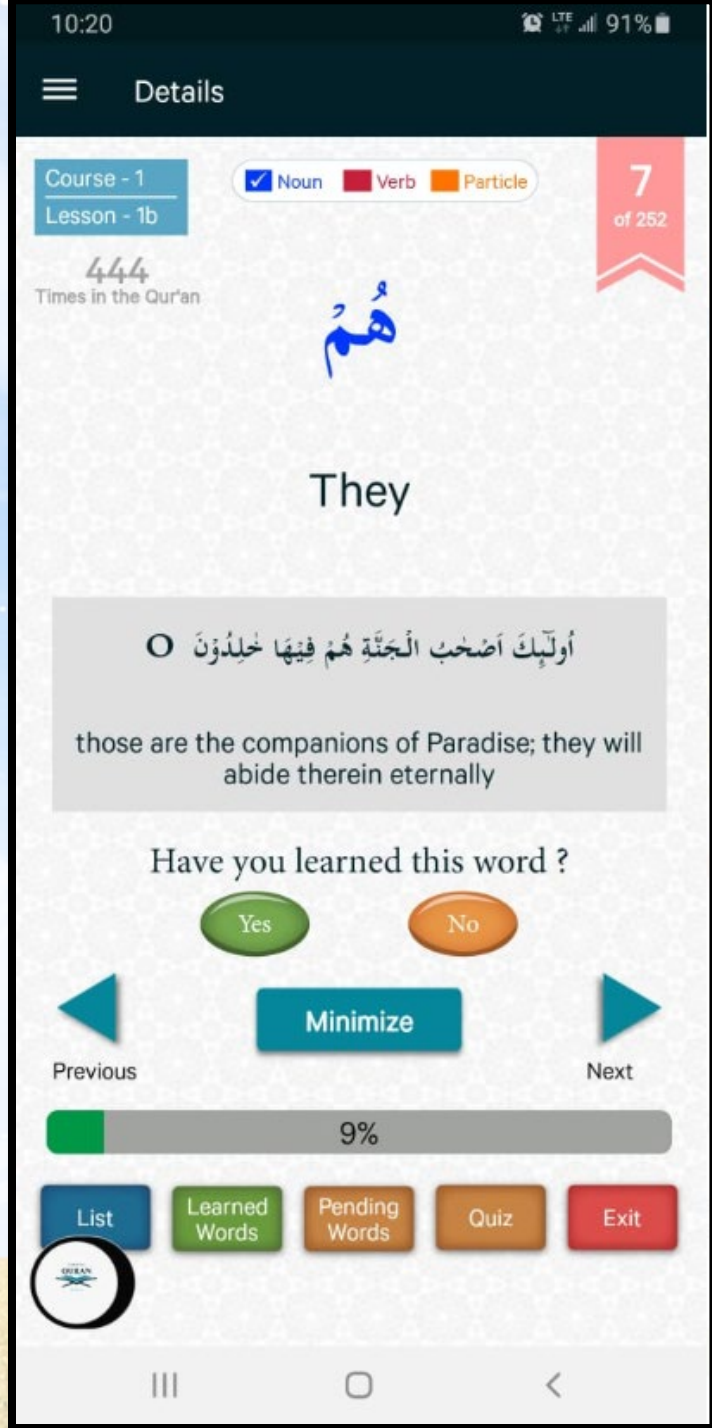 10:20 LTE 91%
Details
Course - 1
Lesson - 1b
Noun Verb Particle
7
of 252
444
Times in the Qur'an
هُمْ
They
اُولٰٓئِكَ اَصْحٰبُ الْجَنَّةِ هُمْ فِيْهَا خٰلِدُوْنَ O
those are the companions of Paradise; they will
abide therein eternally
Have you learned this word ?
Yes No
Minimize
Previous Next
9%
List Learned Words Pending Words Quiz Exit
QURAN